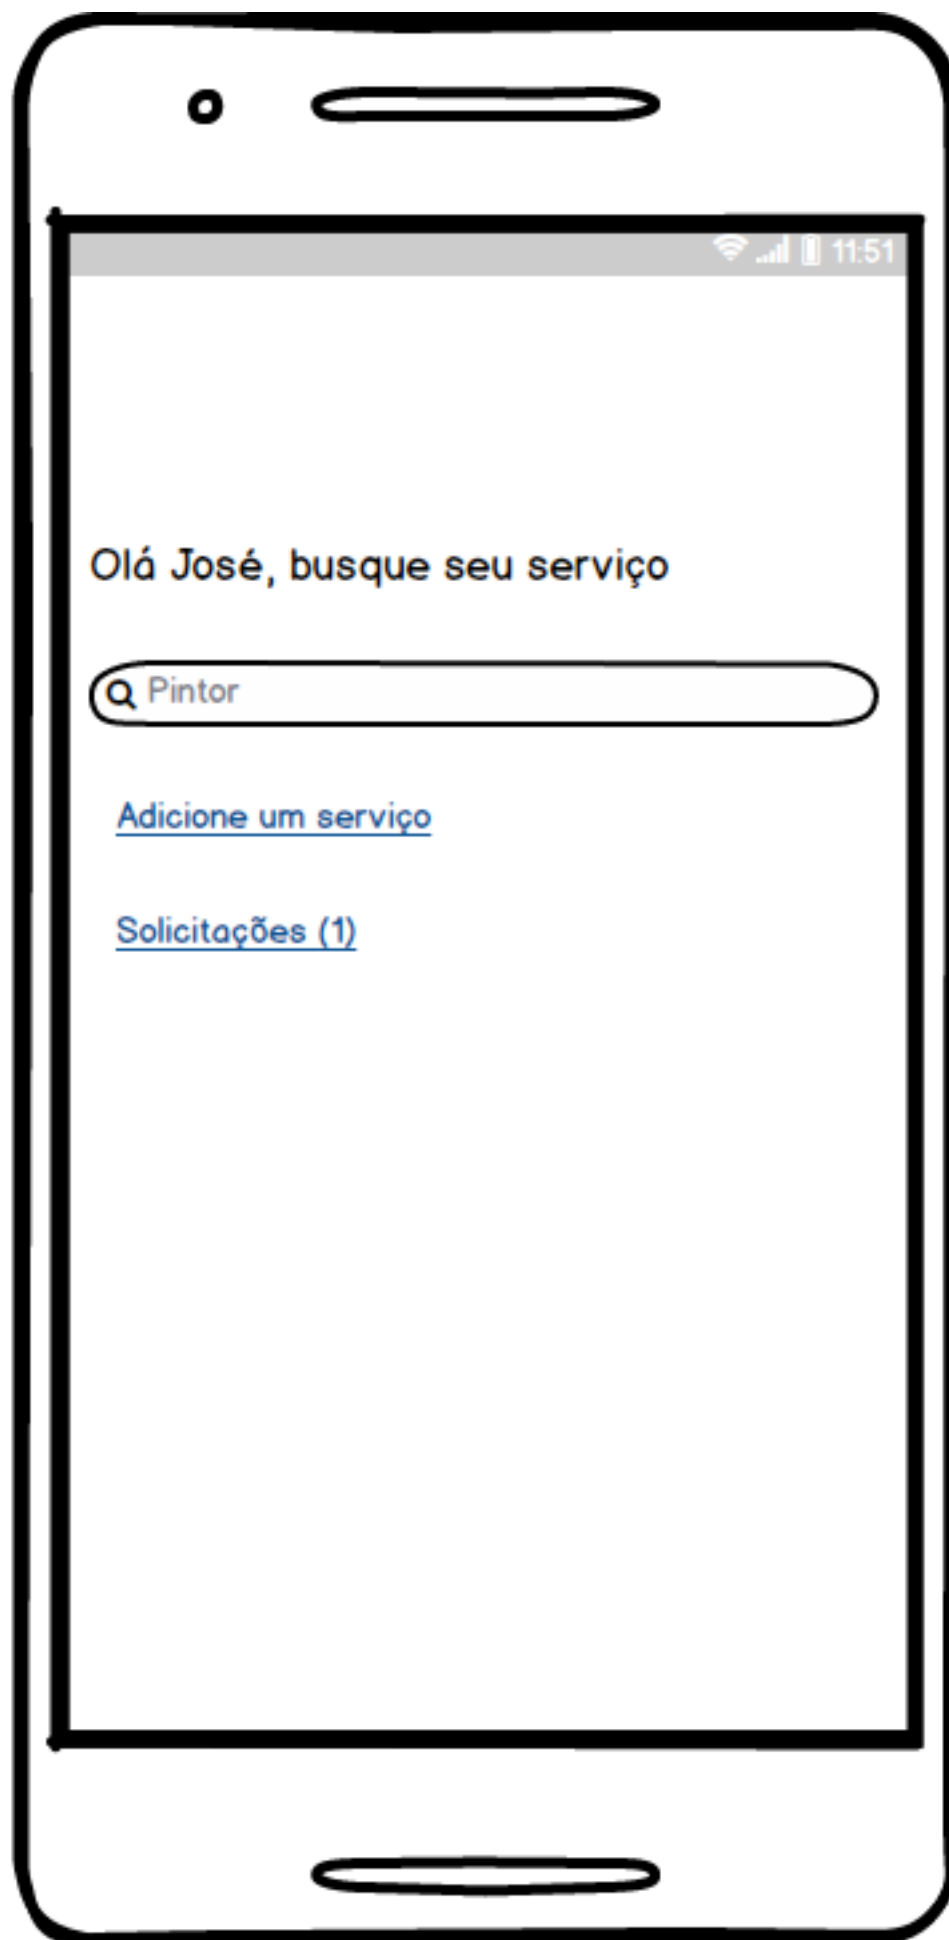 11:51
Olá José, busque seu serviço
Pintor
Adicione um serviço
Solicitações (1)